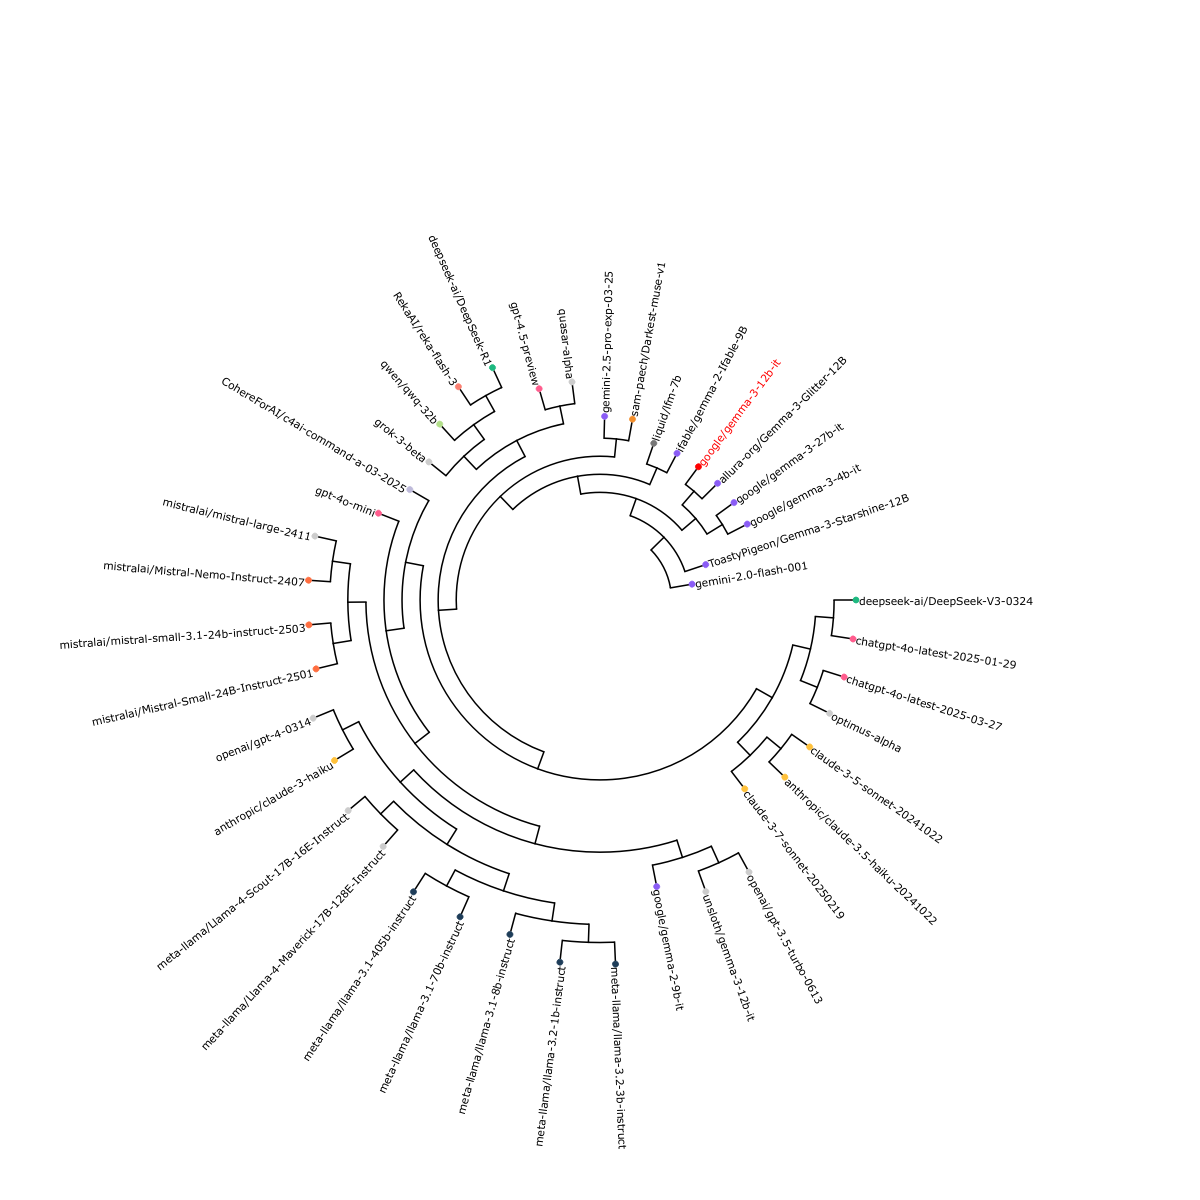 deepseek-ai/DeepSeek-R1
RekaAI/reka-flash-3
qwen/qwq-32b
grok-3-beta
CohereForAI/c4ai-command-a-03-2025
gpt-4o-mini
mistralai/mistral-large-2411
mistralai/Mistral-Nemo-Instruct-2407
mistralai/mistral-small-3.1-24b-instruct-2503
mistralai/Mistral-Small-24B-Instruct-2501
openai/gpt-4-0314
anthropic/claude-3-haiku
meta-llama/Llama-4-Scout-17B-16E-Instruct
meta-llama/Llama-4-Maverick-17B-128E-Instruct
meta-llama/llama-3.1-405b-instruct
meta-llama/llama-3.1-70b-instruct
meta-llama/llama-3.1-8b-instruct
meta-llama/llama-3.2-1b-instruct
meta-llama/llama-3.2-3b-instruct
google/gemma-2-9b-it
unsloth/gemma-3-12b-it
openai/gpt-3.5-turbo-0613
claude-3-7-sonnet-20250219
anthropic/claude-3.5-haiku-20241022
claude-3-5-sonnet-20241022
optimus-alpha
chatgpt-4o-latest-2025-03-27
chatgpt-4o-latest-2025-01-29
deepseek-ai/DeepSeek-V3-0324
gemini-2.0-flash-001
ToastyPigeon/Gemma-3-Starshine-12B
google/gemma-3-4b-it
google/gemma-3-27b-it
allura-org/Gemma-3-Glitter-12B
google/gemma-3-12b-it
ifable/gemma-2-Ifable-9B
liquid/lfm-7b
sam-paech/Darkest-muse-v1
gemini-2.5-pro-exp-03-25
quasar-alpha
gpt-4.5-preview